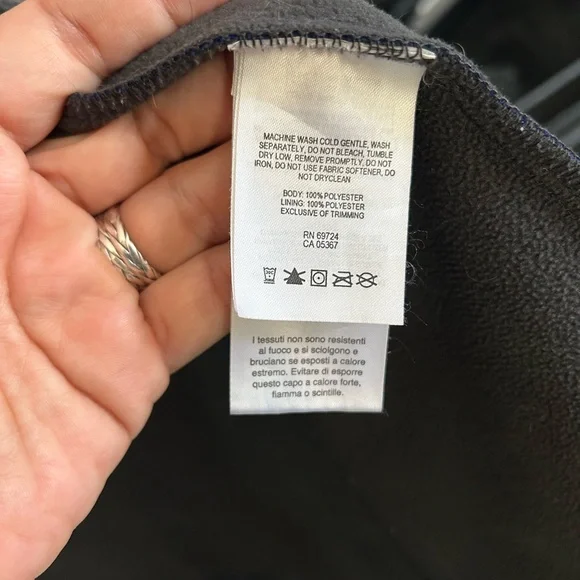 MACHINE WASH COLD GENTLE, WASH
SEPARATELY, DO NOT BLEACH, TUMBLE
DRY LOW, REMOVE PROMPTLY, DO NOT
IRON, DO NOT USE FABRIC SOFTENER, DO
NOT DRYCLEAN
BODY: 100% POLYESTER
LINING: 100% POLYESTER
EXCLUSIVE OF TRIMMING
RN 69724
CA 05367
I tessuti non sono resistenti
al fuoco e si sciolgono e
bruciano se esposti a calore
estremo. Evitare di esporre
questo capo a calore forte,
fiamma o scintille.